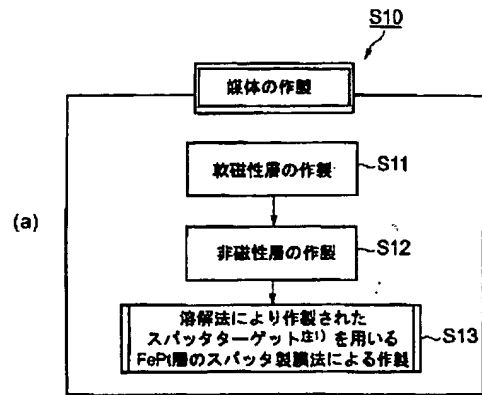 S10
媒体の作製
軟磁性層の作製
S11
(a)
非磁性層の作製
S12
溶解法により作製された
スパッタターゲット注1)を用いる
FePt層のスパッタ製膜法による作製
S13